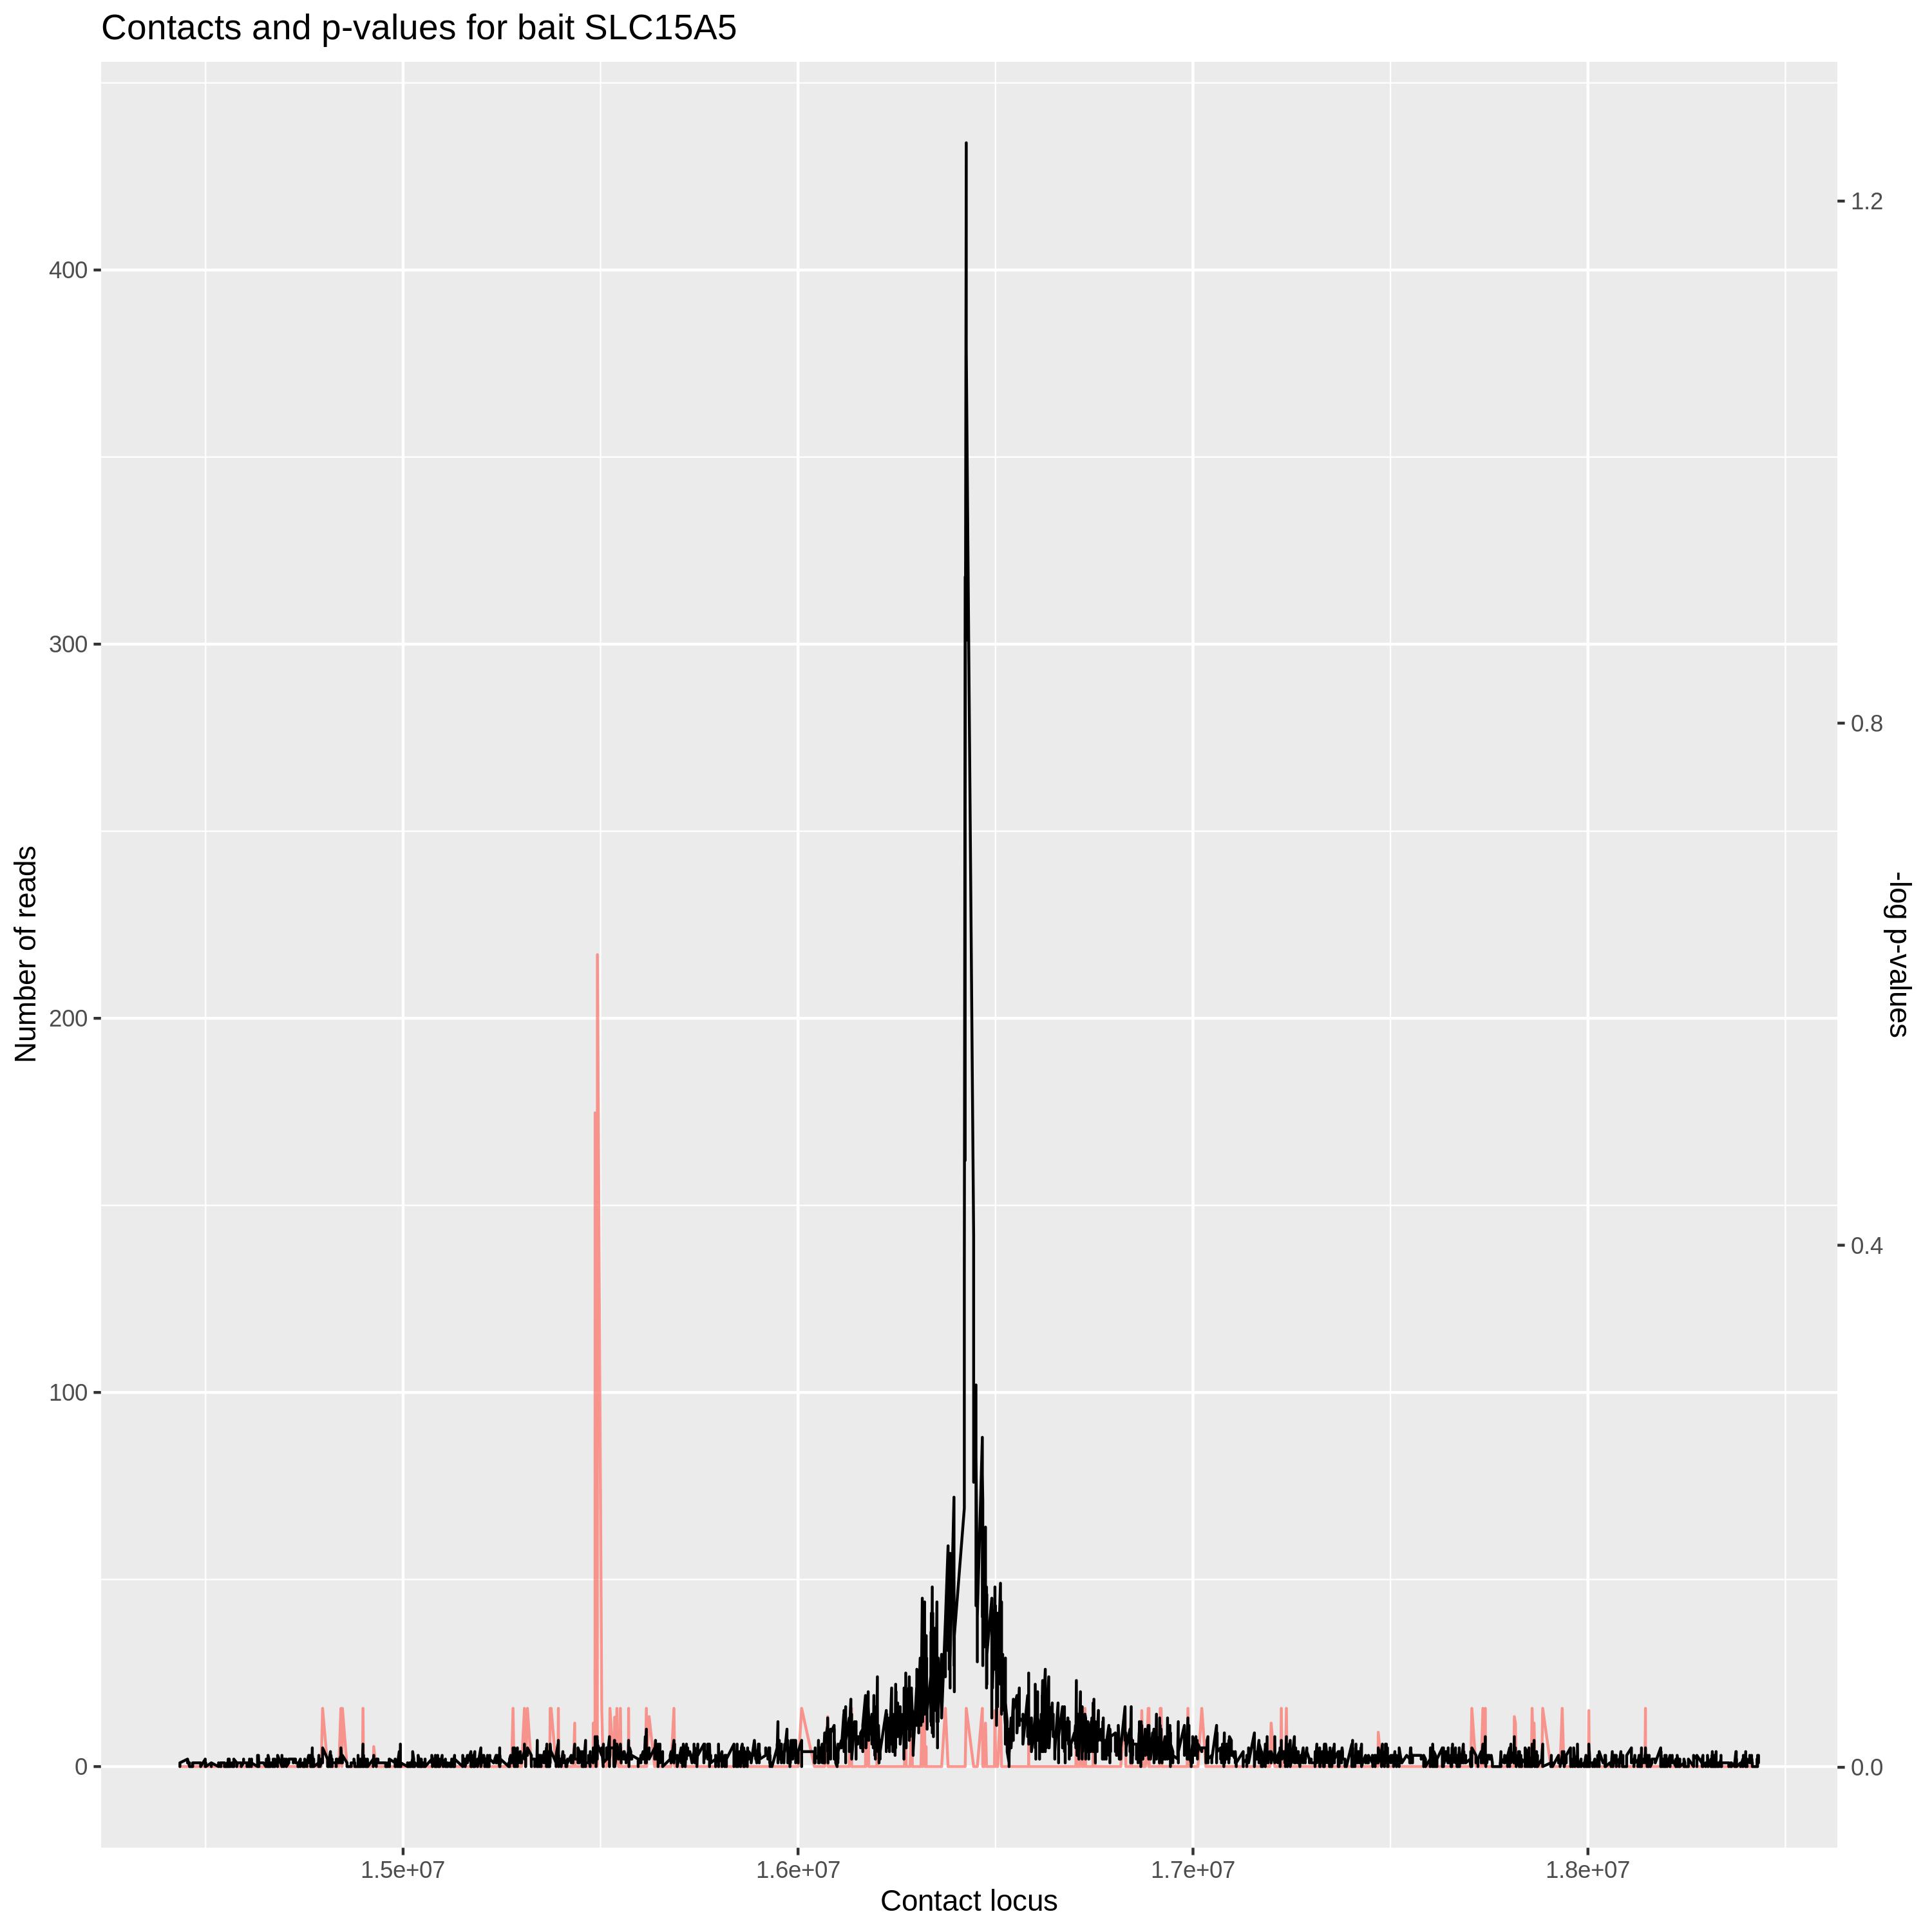 Contacts and p-values for bait SLC15A5
400
300
200
100
0
1.2
0.8
0.4
0.0
Number of reads
-log p-values
1.5e+07 1.6e+07 1.7e+07 1.8e+07
Contact locus